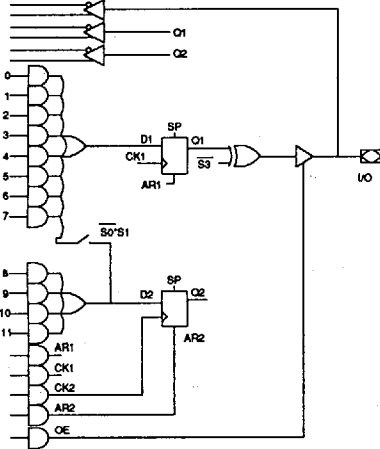 Q1
Q2
0
1
2
3
4
5
6
7
D1
SP
Q1
CK1
AR1
S3
I/O
S0*S1
8
9
10
11
D2
SP
Q2
AR2
AR1
CK1
CK2
AR2
OE